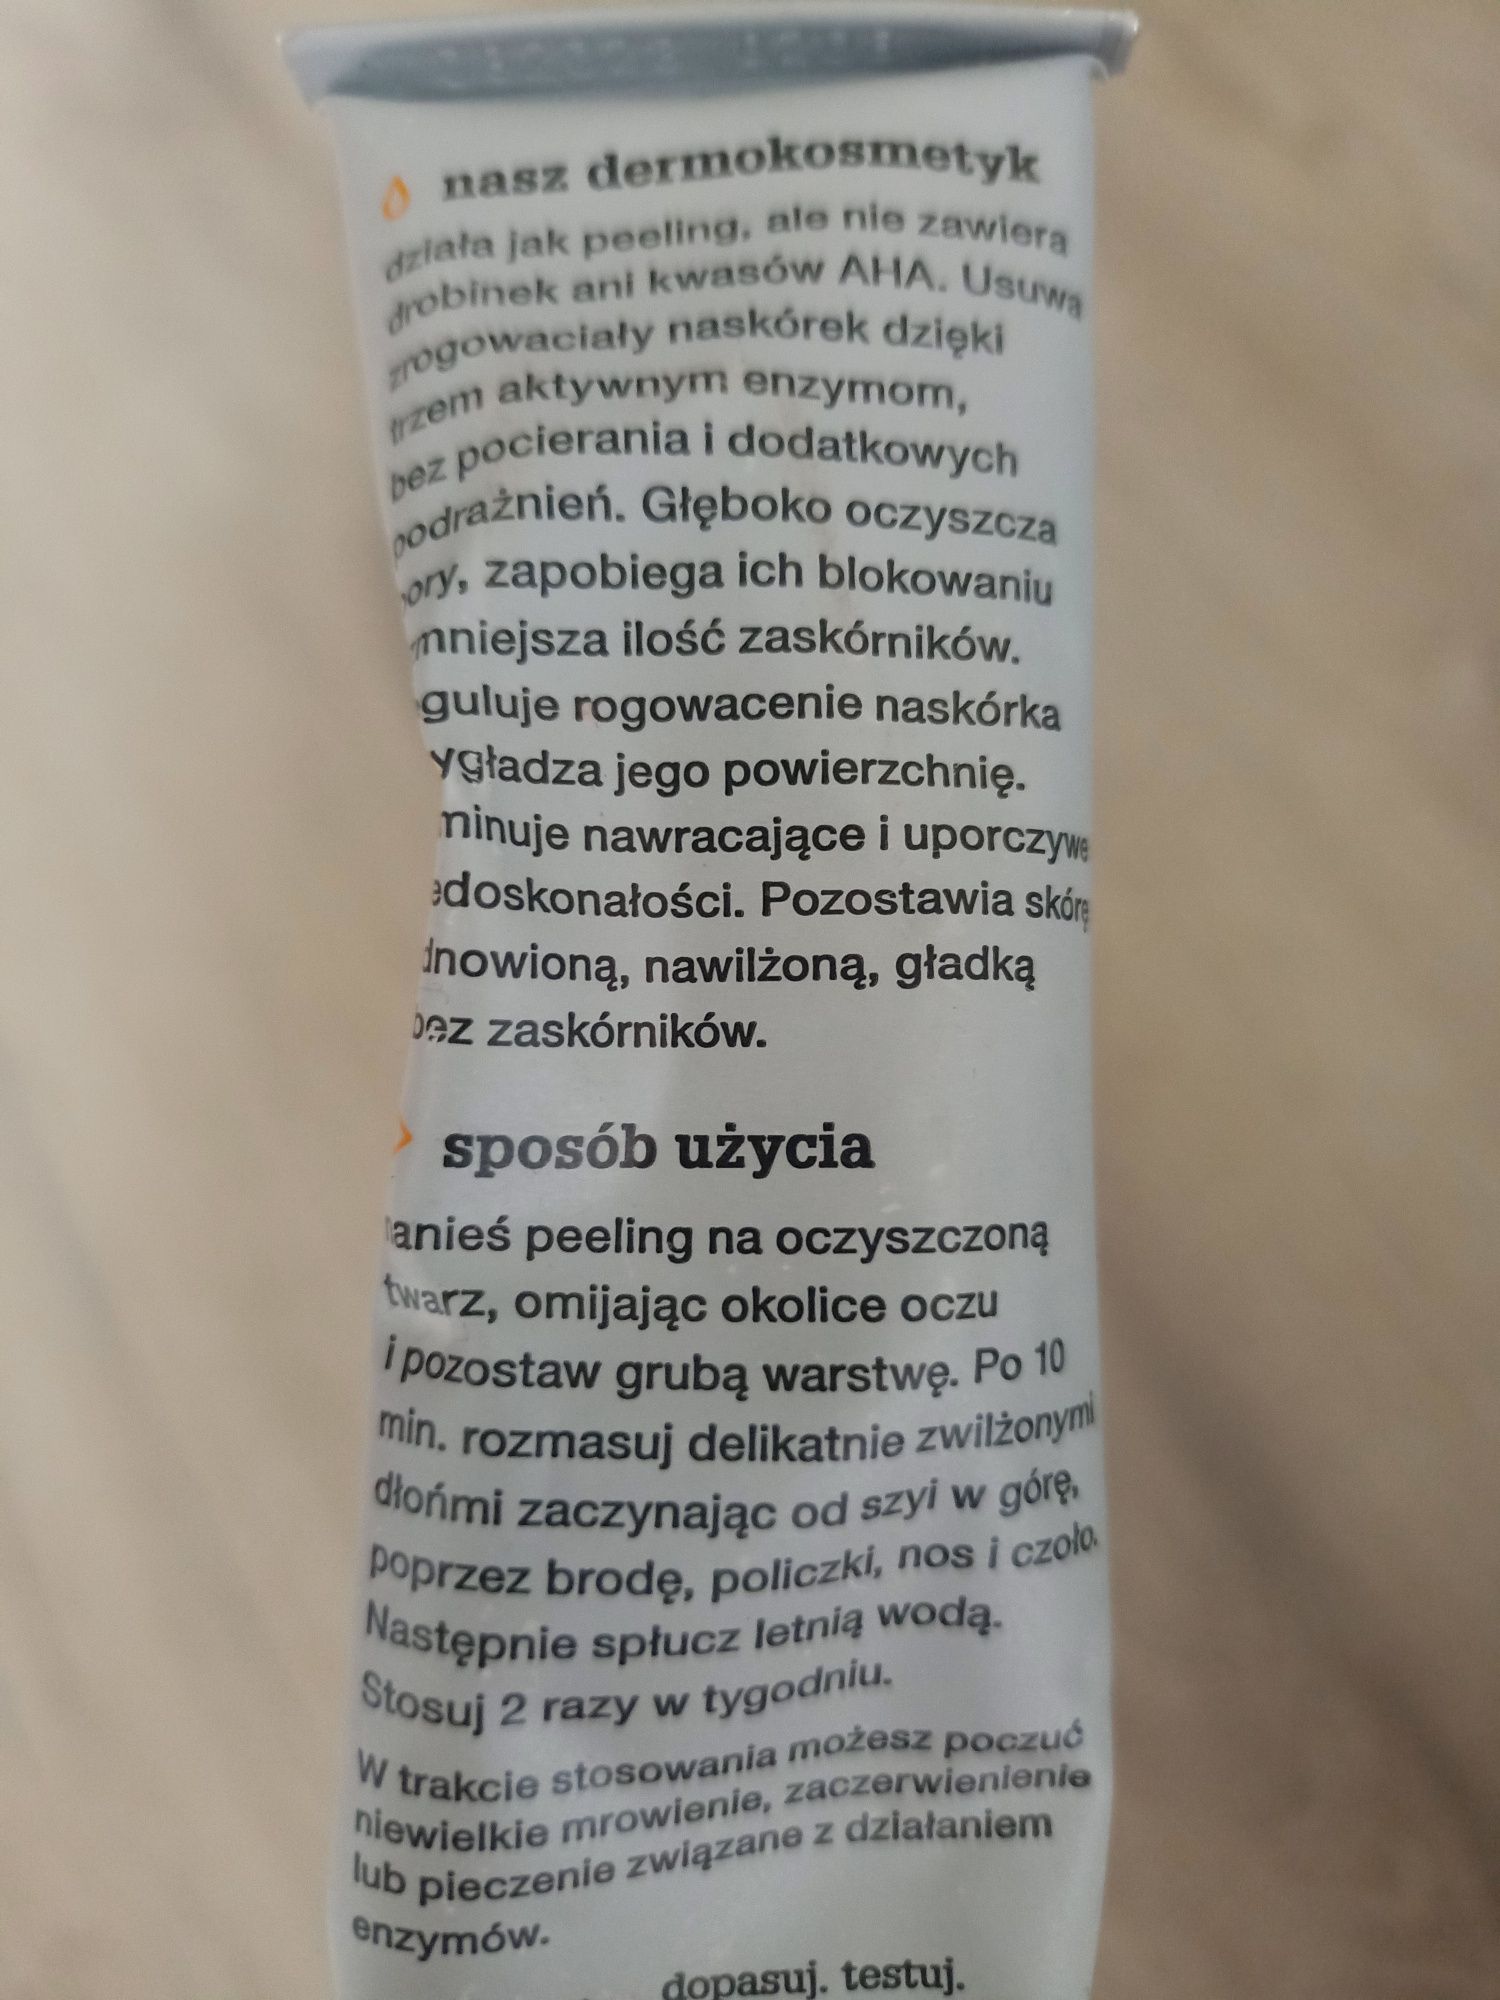 nasz dermokosmetyk
działa jak peeling, ale nie zawiera
drobinek ani kwasów AHA. Usuwa
zrogowaciały naskórek dzięki
trzem aktywnym enzymom,
bez pocierania i dodatkowych
podrażnień. Głęboko oczyszcza
pory, zapobiega ich blokowaniu
mniejsza ilość zaskórników.
guluje rogowacenie naskórka
ygładza jego powierzchnię.
minuje nawracające i uporczywe
edoskonałości. Pozostawia skórę
dnowioną, nawilżoną, gładką
bez zaskórników.
sposób użycia
nanieś peeling na oczyszczoną
twarz, omijając okolice oczu
i pozostaw grubą warstwę. Po 10
min. rozmasuj delikatnie zwilżonymi
dłońmi zaczynając od szyi w górę,
poprzez brodę, policzki, nos i czoło.
Następnie spłucz letnią wodą.
Stosuj 2 razy w tygodniu.
W trakcie stosowania możesz poczuć
niewielkie mrowienie, zaczerwienienie
lub pieczenie związane z działaniem
enzymów.
dopasuj. testuj.